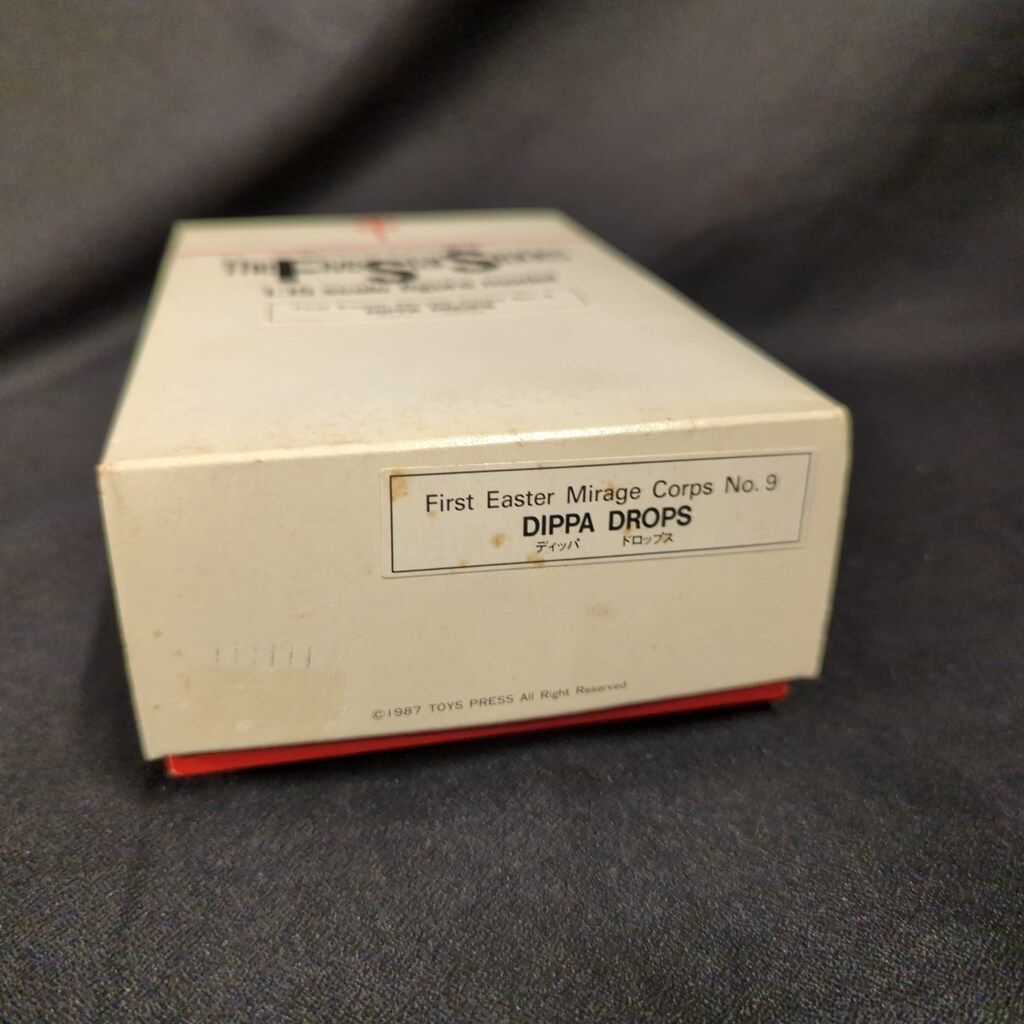 The Five Star Stories
First Easter Mirage Corps No. 9
DIPPA DROPS
ディッパ ドロップス
©1987 TOYS PRESS All Right Reserved